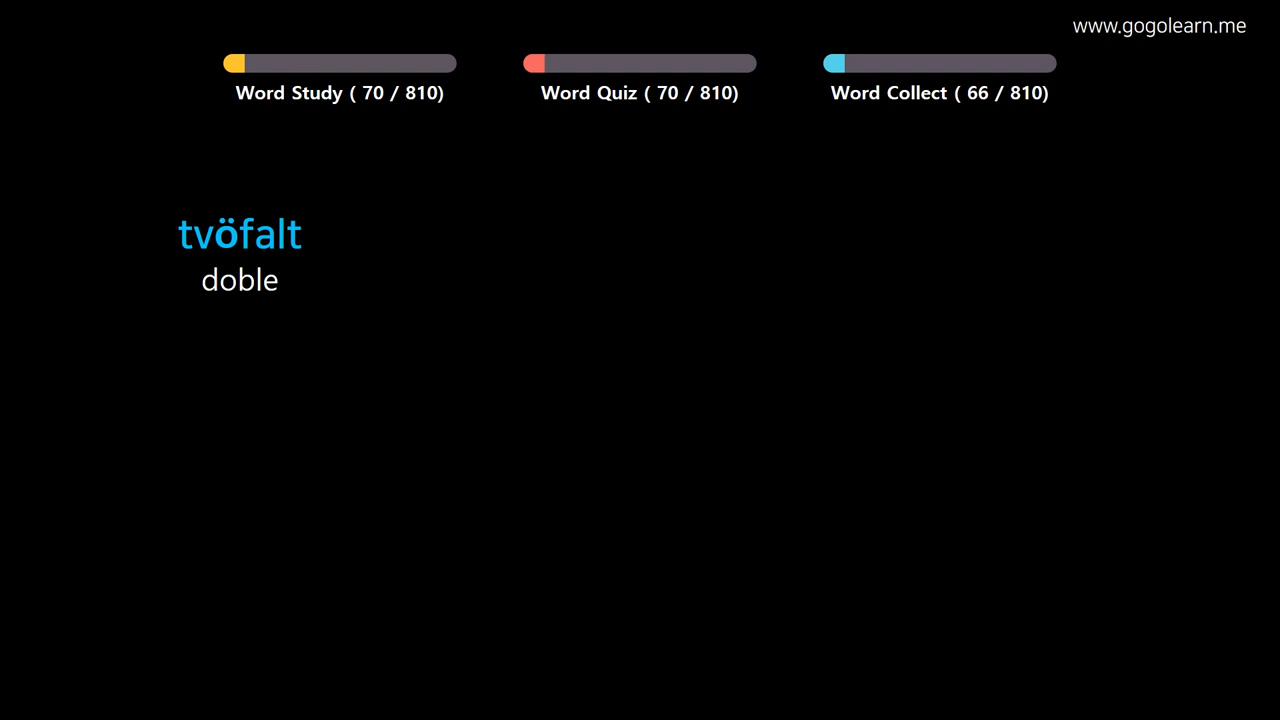 www.gogolearn.me
Word Study ( 70 / 810)
Word Quiz ( 70 / 810)
Word Collect ( 66 / 810)
tvöfalt
doble